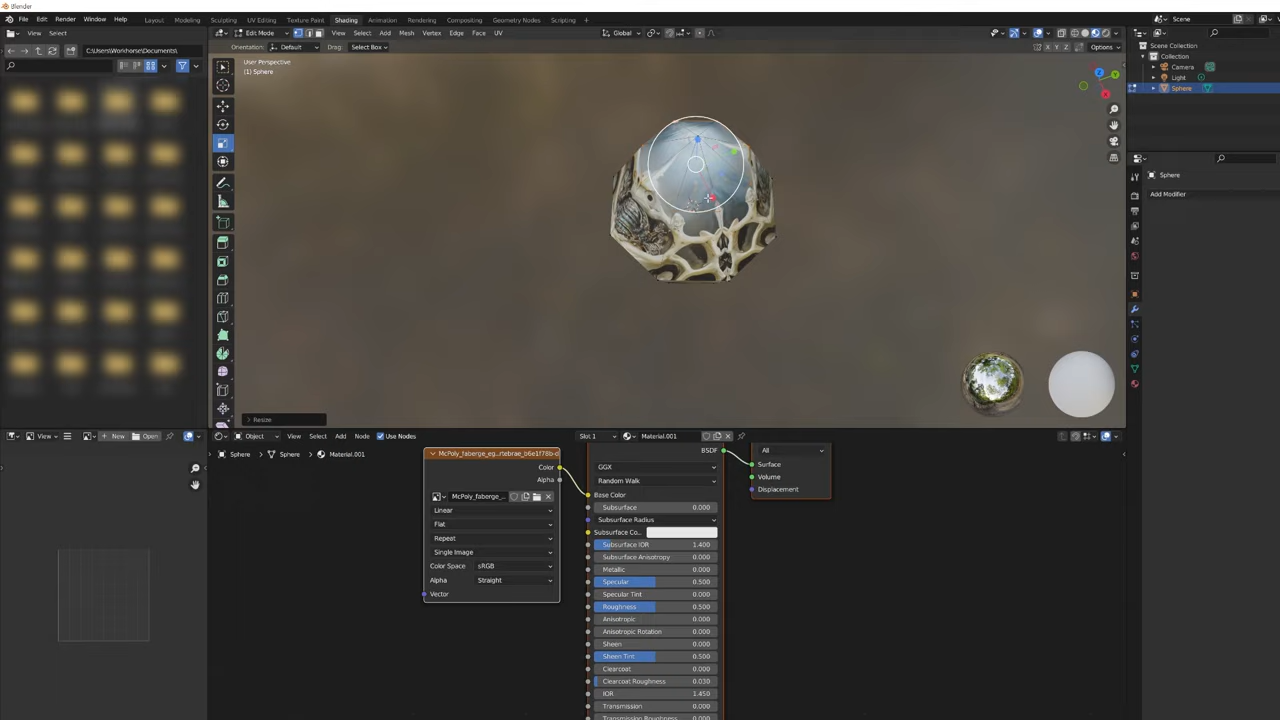 Blender
File Edit Render Window Help Layout Modeling Sculpting UV Editing Texture Paint Shading Animation Rendering Compositing Geometry Nodes Scripting Scene
View Select C:\Users\Workhorse\Documents\
Edit Mode View Select Add Mesh Vertex Edge Face UV Global
Orientation: Default Drag: Select Box X Y Z Options
User Perspective
(1) Sphere
Z
Y
X
Scene Collection
Collection
Camera
Light
Sphere
Sphere
Add Modifier
Resize
View New Open Object View Select Add Node Use Nodes Slot 1 Material.001
Sphere Sphere Material.001
Color
Alpha
McPoly_faberge_...
Linear
Flat
Repeat
Single Image
Color Space sRGB
Alpha Straight
Vector
BSDF
GGX
Random Walk
Base Color
Subsurface 0.000
Subsurface Radius
Subsurface Co...
Subsurface IOR 1.400
Subsurface Anisotropy 0.000
Metallic 0.000
Specular 0.500
Specular Tint 0.000
Roughness 0.500
Anisotropic 0.000
Anisotropic Rotation 0.000
Sheen 0.000
Sheen Tint 0.500
Clearcoat 0.000
Clearcoat Roughness 0.030
IOR 1.450
Transmission 0.000
Transmission Roughness 0.000
All
Surface
Volume
Displacement